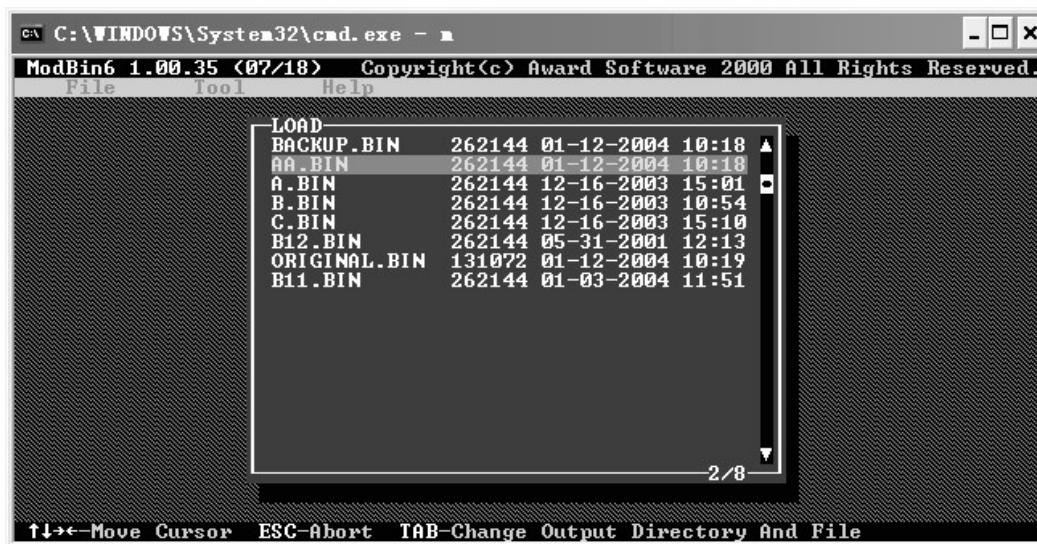 C:\WINDOWS\System32\cmd.exe - m
ModBin6 1.00.35 (07/18) Copyright(c) Award Software 2000 All Rights Reserved.
File Tool Help
LOAD
BACKUP.BIN 262144 01-12-2004 10:18
AA.BIN 262144 01-12-2004 10:18
A.BIN 262144 12-16-2003 15:01
B.BIN 262144 12-16-2003 10:54
C.BIN 262144 12-16-2003 15:10
B12.BIN 262144 05-31-2001 12:13
ORIGINAL.BIN 131072 01-12-2004 10:19
B11.BIN 262144 01-03-2004 11:51
2/8
↑↓→←-Move Cursor ESC-Abort TAB-Change Output Directory And File